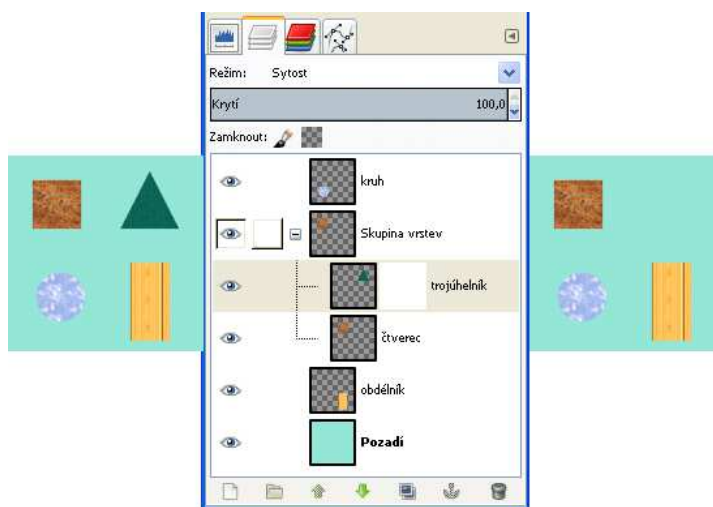 Režim: Sytost
Krytí 100,0
Zamknout:
kruh
Skupina vrstev
trojúhelník
čtverec
obdélník
Pozadí